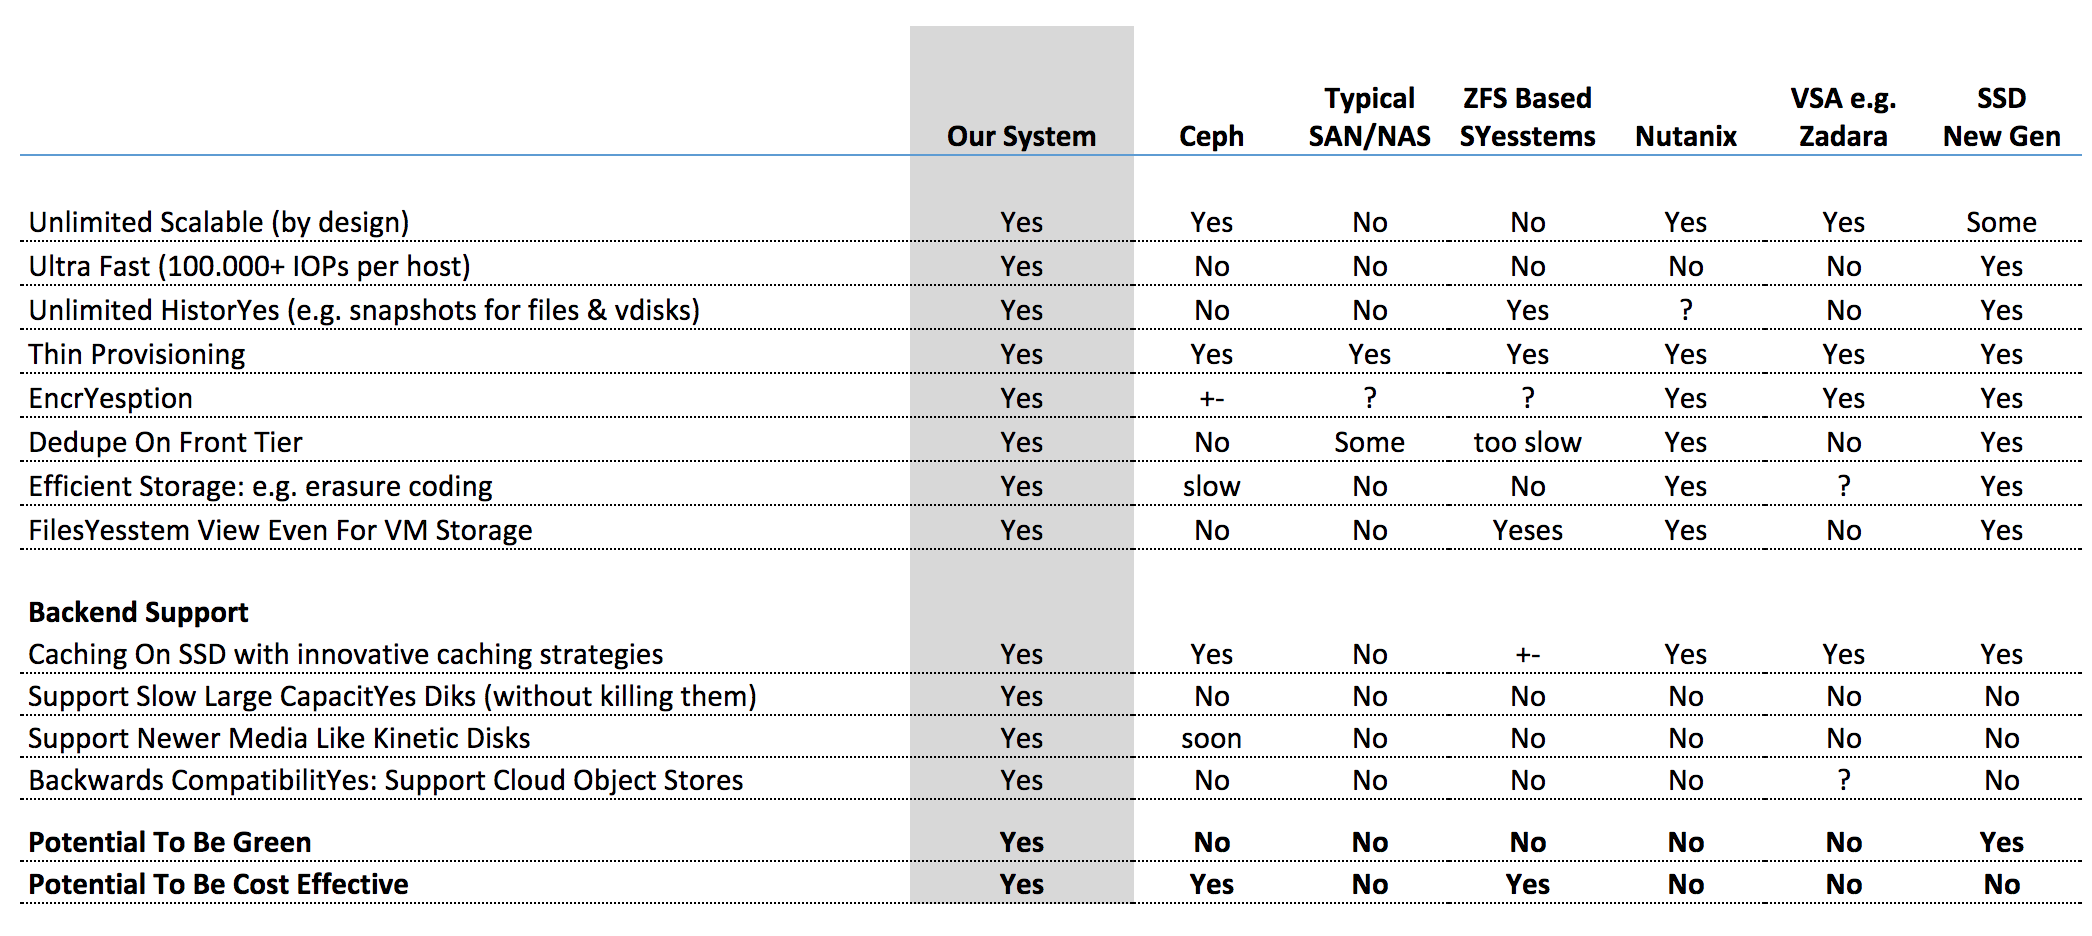 Typical ZFS Based VSA e.g. SSD
Our System Ceph SAN/NAS SYesstems Nutanix Zadara New Gen
Unlimited Scalable (by design) Yes Yes No No Yes Yes Some
Ultra Fast (100.000+ IOPs per host) Yes No No No No No Yes
Unlimited HistorYes (e.g. snapshots for files & vdisks) Yes No No Yes ? No Yes
Thin Provisioning Yes Yes Yes Yes Yes Yes Yes
EncrYesption Yes +- ? ? Yes Yes Yes
Dedupe On Front Tier Yes No Some too slow Yes No Yes
Efficient Storage: e.g. erasure coding Yes slow No No Yes ? Yes
FilesYesstem View Even For VM Storage Yes No No Yeses Yes No Yes
Backend Support
Caching On SSD with innovative caching strategies Yes Yes No +- Yes Yes Yes
Support Slow Large CapacitYes Diks (without killing them) Yes No No No No No No
Support Newer Media Like Kinetic Disks Yes soon No No No No No
Backwards CompatibilitYes: Support Cloud Object Stores Yes No No No No ? No
Potential To Be Green Yes No No No No No Yes
Potential To Be Cost Effective Yes Yes No Yes No No No